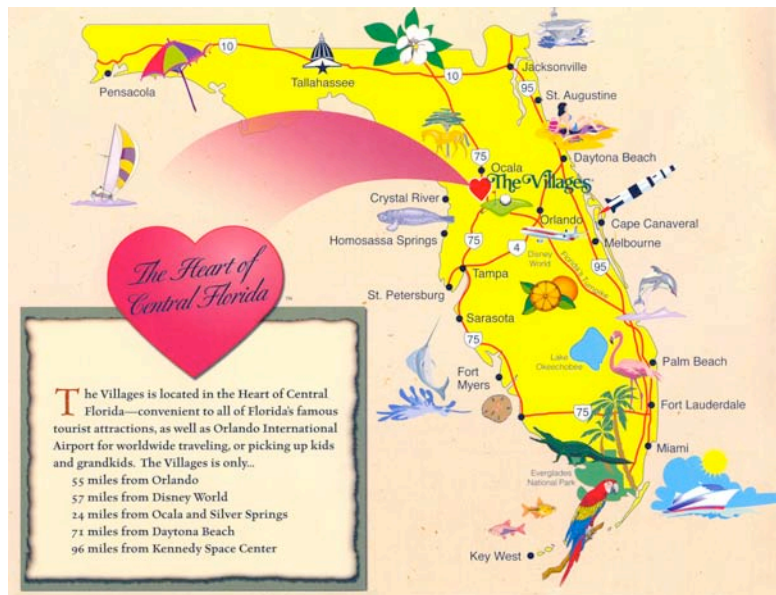 10
Pensacola
Tallahassee
10
Jacksonville
95
St. Augustine
75
Ocala
Daytona Beach
The Villages
Crystal River
Orlando
Cape Canaveral
Homosassa Springs
75
4
Disney
World
Melbourne
95
Florida's Turnpike
Tampa
St. Petersburg
Sarasota
75
Lake
Okeechobee
Palm Beach
Fort
Myers
75
Fort Lauderdale
Miami
Everglades
National Park
Key West
The Heart of
Central Florida
The Villages is located in the Heart of Central
Florida—convenient to all of Florida's famous
tourist attractions, as well as Orlando International
Airport for worldwide traveling, or picking up kids
and grandkids. The Villages is only...
55 miles from Orlando
57 miles from Disney World
24 miles from Ocala and Silver Springs
71 miles from Daytona Beach
96 miles from Kennedy Space Center